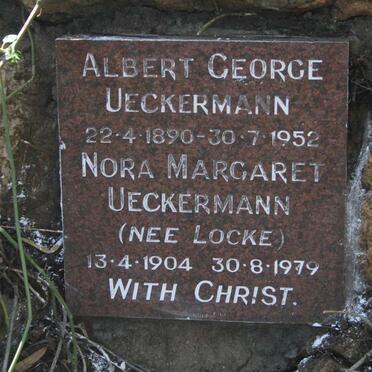 ALBERT GEORGE
UECKERMANN
22·4·1890-30·7·1952
NORA MARGARET
UECKERMANN
(NEE LOCKE)
13·4·1904 30·8·1979
WITH CHRIST.